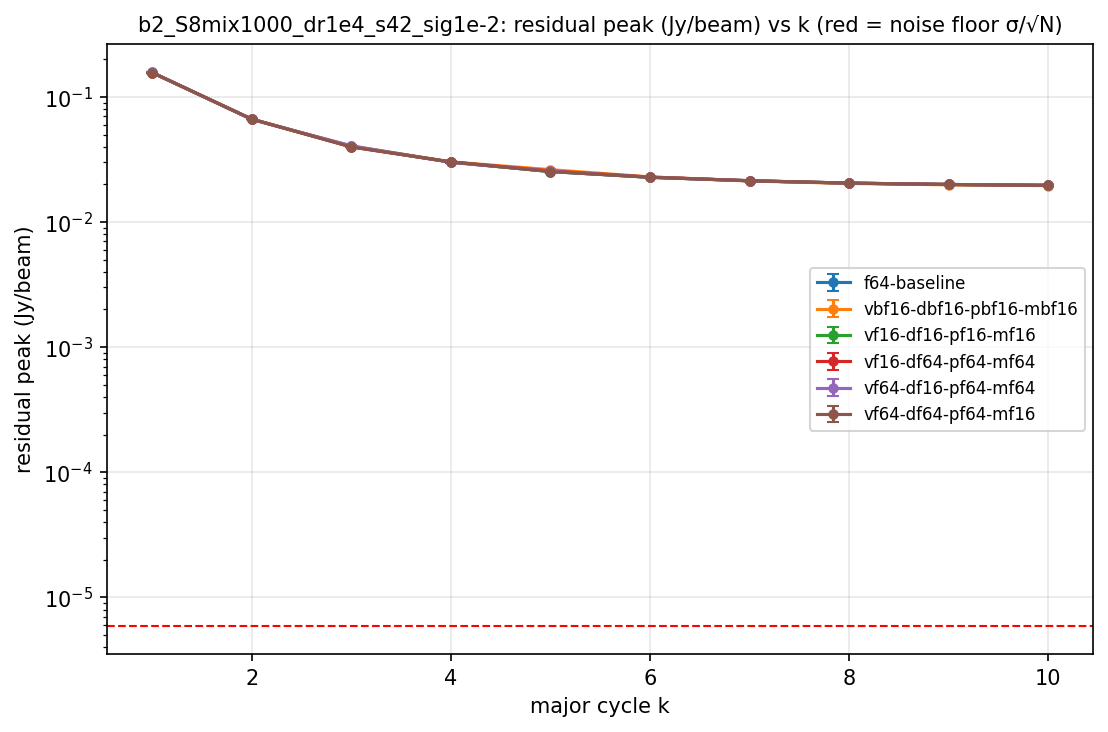 b2_S8mix1000_dr1e4_s42_sig1e-2: residual peak (Jy/beam) vs k (red = noise floor σ/√N)
residual peak (Jy/beam)
10⁻¹
10⁻²
10⁻³
10⁻⁴
10⁻⁵
f64-baseline
vbf16-dbf16-pbf16-mbf16
vf16-df16-pf16-mf16
vf16-df64-pf64-mf64
vf64-df16-pf64-mf64
vf64-df64-pf64-mf16
2 4 6 8 10
major cycle k